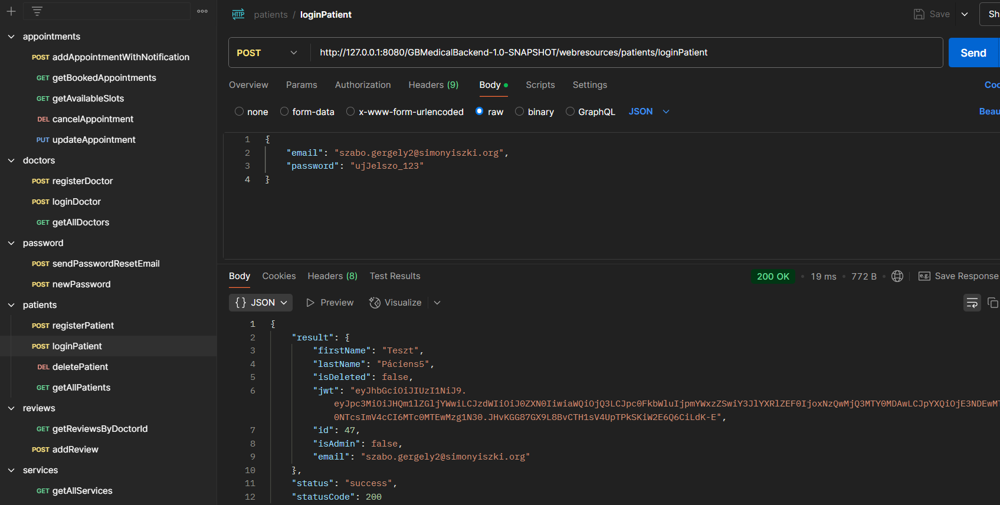 appointments
POST addAppointmentWithNotification
GET getBookedAppointments
GET getAvailableSlots
DEL cancelAppointment
PUT updateAppointment
doctors
POST registerDoctor
POST loginDoctor
GET getAllDoctors
password
POST sendPasswordResetEmail
POST newPassword
patients
POST registerPatient
POST loginPatient
DEL deletePatient
GET getAllPatients
reviews
GET getReviewsByDoctorId
POST addReview
services
GET getAllServices
HTTP patients / loginPatient
Save
Sh
POST http://127.0.0.1:8080/GBMedicalBackend-1.0-SNAPSHOT/webresources/patients/loginPatient
Send
Overview Params Authorization Headers (9) Body Scripts Settings
Coo
none form-data x-www-form-urlencoded raw binary GraphQL JSON
Beau
1 {
2 "email": "szabo.gergely2@simonyiszki.org",
3 "password": "ujJelszo_123"
4 }
Body Cookies Headers (8) Test Results
200 OK • 19 ms • 772 B • e.g. Save Response
{} JSON Preview Visualize
1 {
2 "result": {
3 "firstName": "Teszt",
4 "lastName": "Páciens5",
5 "isDeleted": false,
6 "jwt": "eyJhbGciOiJIUzI1NiJ9.
eyJpc3MiOiJHQm1lZGljYWwiLCJzdWIiOiJ0ZXN0IiwiaWQiOjQ3LCJpc0FkbWluIjpmYWxzZSwiY3JlYXRlZEF0IjoxNzQwMjQ3MTY0MDAwLCJpYXQiOjE3NDEwMT
0NTcsImV4cCI6MTc0MTEwMzg1N30.JHvKGG87GX9L8BvCTH1sV4UpTPkSKiW2E6Q6CiLdK-E",
7 "id": 47,
8 "isAdmin": false,
9 "email": "szabo.gergely2@simonyiszki.org"
10 },
11 "status": "success",
12 "statusCode": 200